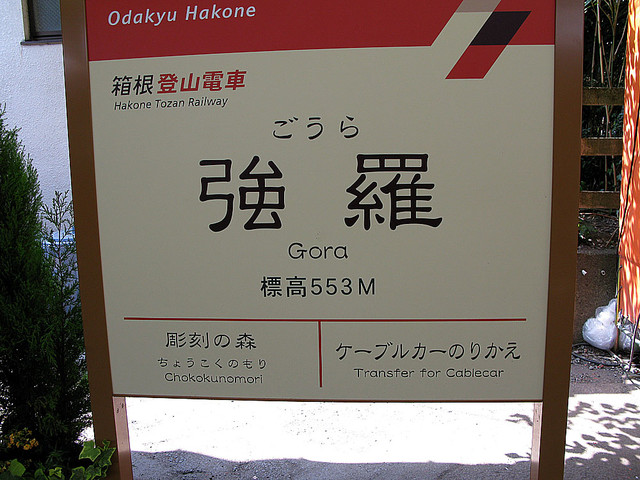 Odakyu Hakone
箱根登山電車
Hakone Tozan Railway
ごうら
強羅
Gora
標高553M
彫刻の森
ちょうこくのもり
Chokokunomori
ケーブルカーのりかえ
Transfer for Cablecar